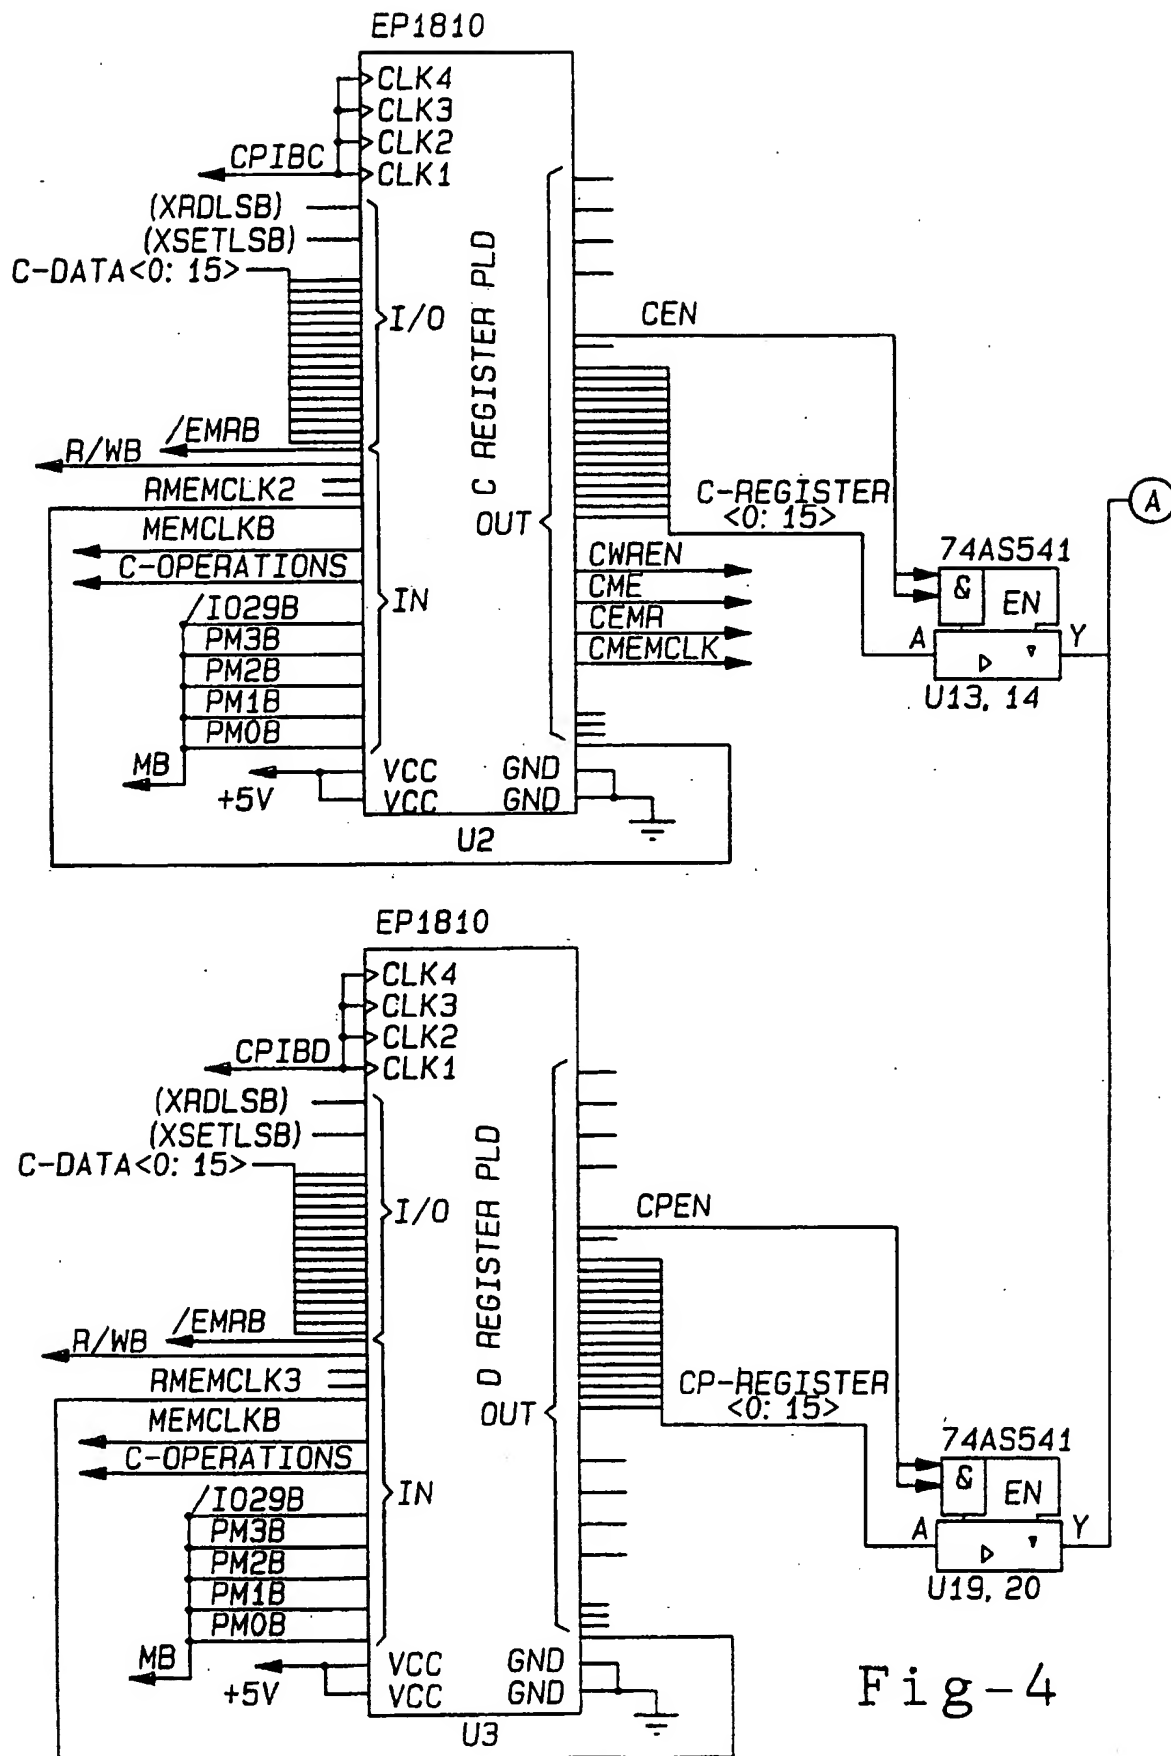 EP1810
CLK4
CLK3
CLK2
CPIBC
CLK1
(XRDLSB)
(XSETLSB)
C-DATA<0: 15>
I/O
C REGISTER PLD
CEN
/EMRB
R/WB
RMEMCLK2
C-REGISTER
<0: 15>
OUT
A
MEMCLKB
C-OPERATIONS
74AS541
&
EN
CWREN
CME
CEMR
CMEMCLK
IN
/IO29B
PM3B
PM2B
PM1B
PM0B
A
Y
U13, 14
MB
+5V
VCC
VCC
GND
GND
U2
EP1810
CLK4
CLK3
CLK2
CPIBD
CLK1
(XRDLSB)
(XSETLSB)
C-DATA<0: 15>
I/O
D REGISTER PLD
CPEN
/EMRB
R/WB
RMEMCLK3
CP-REGISTER
<0: 15>
OUT
MEMCLKB
C-OPERATIONS
74AS541
&
EN
IN
/IO29B
PM3B
PM2B
PM1B
PM0B
A
Y
U19, 20
MB
+5V
VCC
VCC
GND
GND
U3
Fig-4